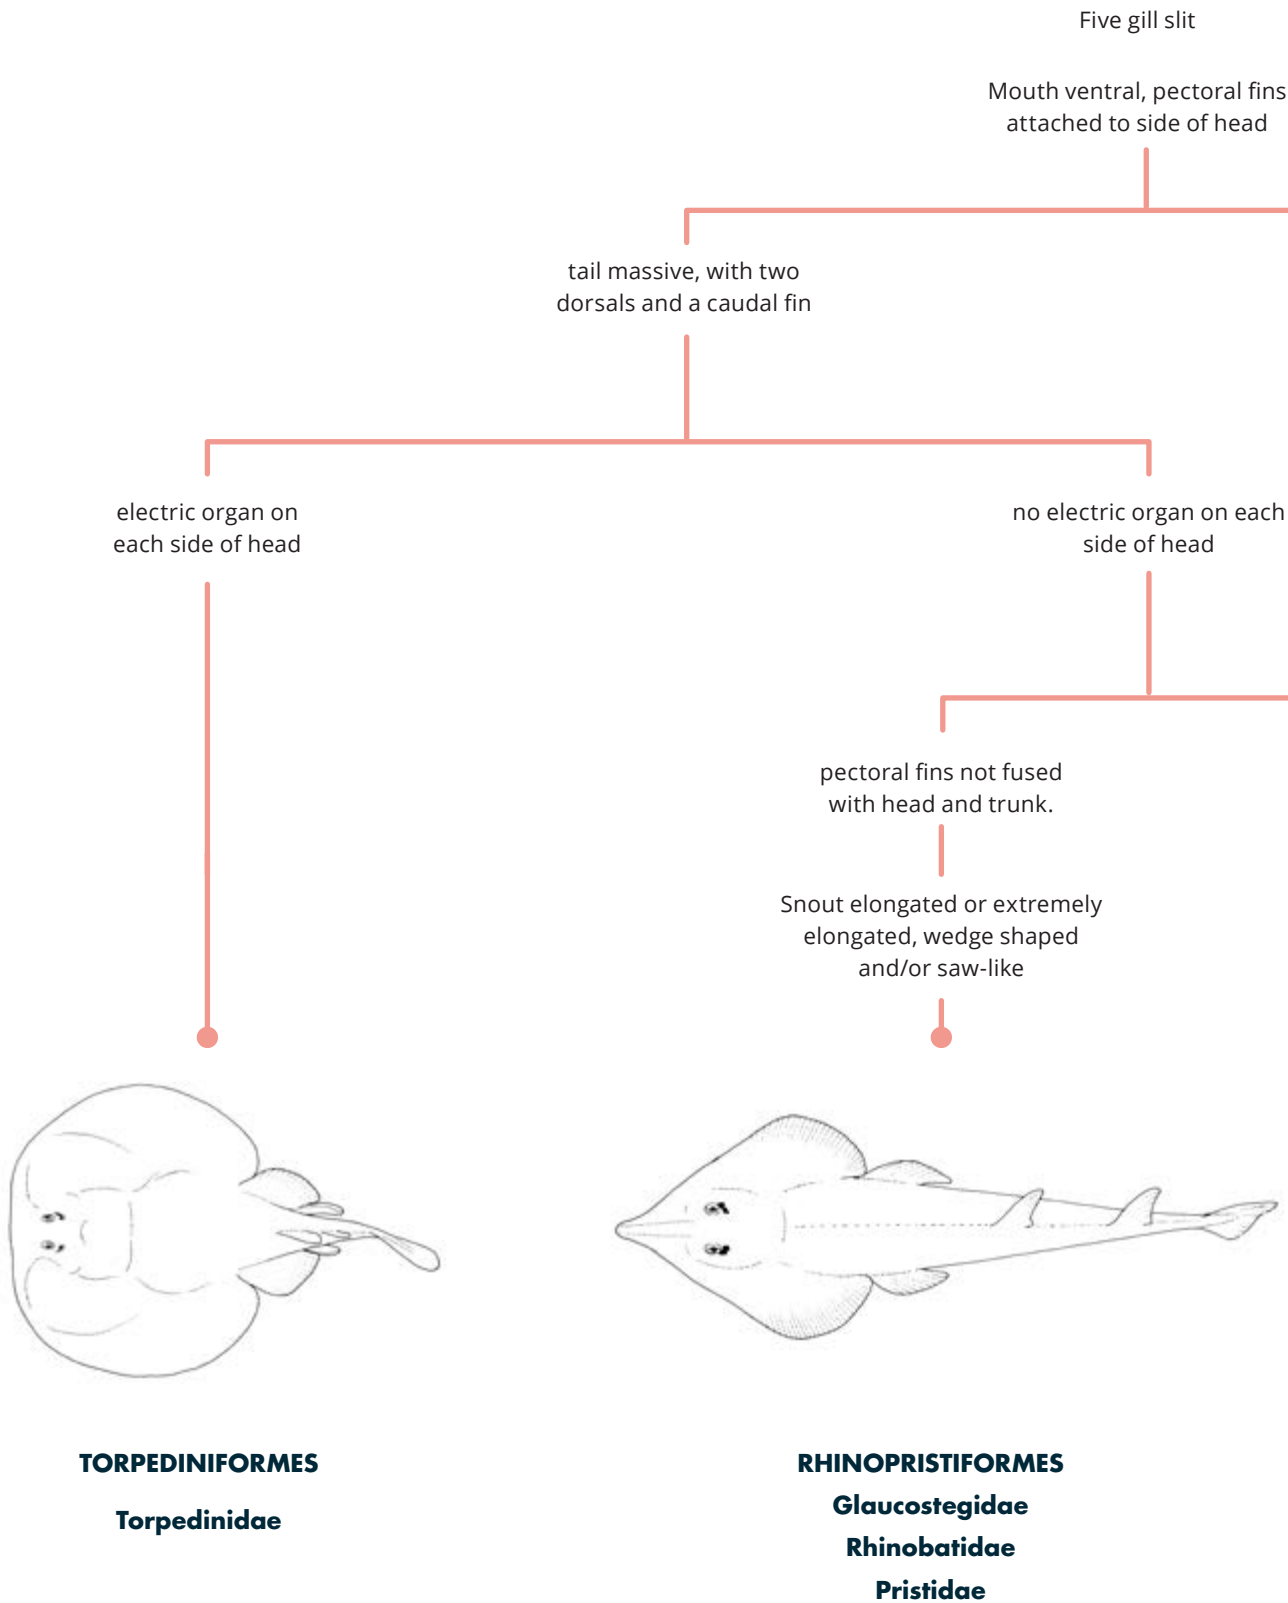 Five gill slit
Mouth ventral, pectoral fins
attached to side of head
tail massive, with two
dorsals and a caudal fin
electric organ on
each side of head
no electric organ on each
side of head
pectoral fins not fused
with head and trunk.
Snout elongated or extremely
elongated, wedge shaped
and/or saw-like
TORPEDINIFORMES
Torpedinidae
RHINOPRISTIFORMES
Glaucostegidae
Rhinobatidae
Pristidae